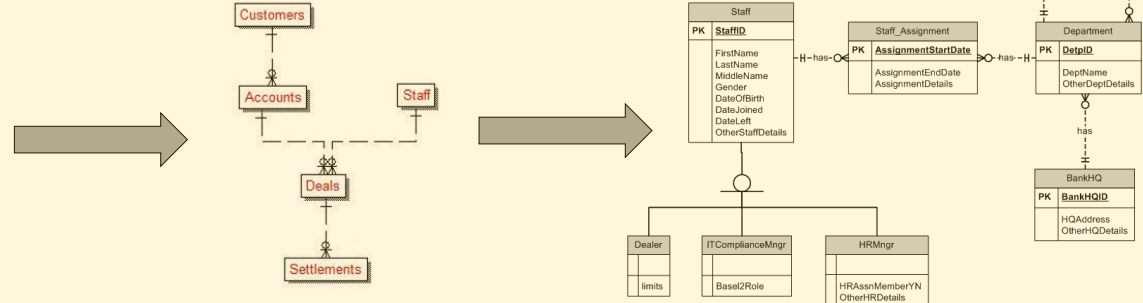 Customers
Accounts
Staff
Deals
Settlements
Staff
PK StaffID
FirstName
LastName
MiddleName
Gender
DateOfBirth
DateJoined
DateLeft
OtherStaffDetails
has
Staff_Assignment
PK AssignmentStartDate
AssignmentEndDate
AssignmentDetails
has
Department
PK DetpID
DeptName
OtherDeptDetails
has
BankHQ
PK BankHQID
HQAddress
OtherHQDetails
Dealer
limits
ITComplianceMngr
Basel2Role
HRMngr
HRAssnMemberYN
OtherHRDetails